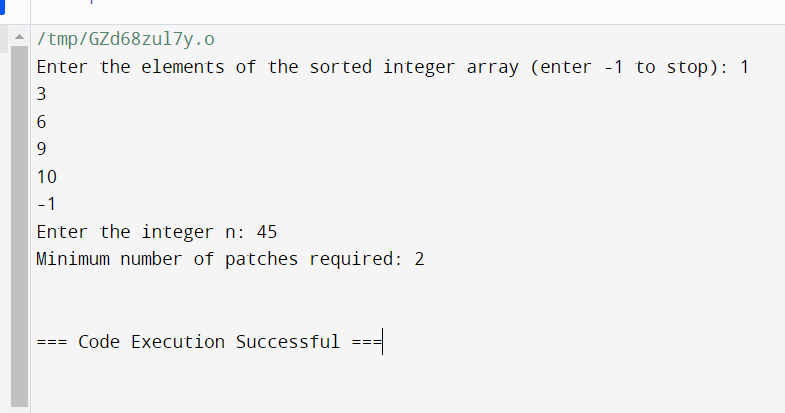 /tmp/GZd68zul7y.o
Enter the elements of the sorted integer array (enter -1 to stop): 1
3
6
9
10
-1
Enter the integer n: 45
Minimum number of patches required: 2
=== Code Execution Successful ===